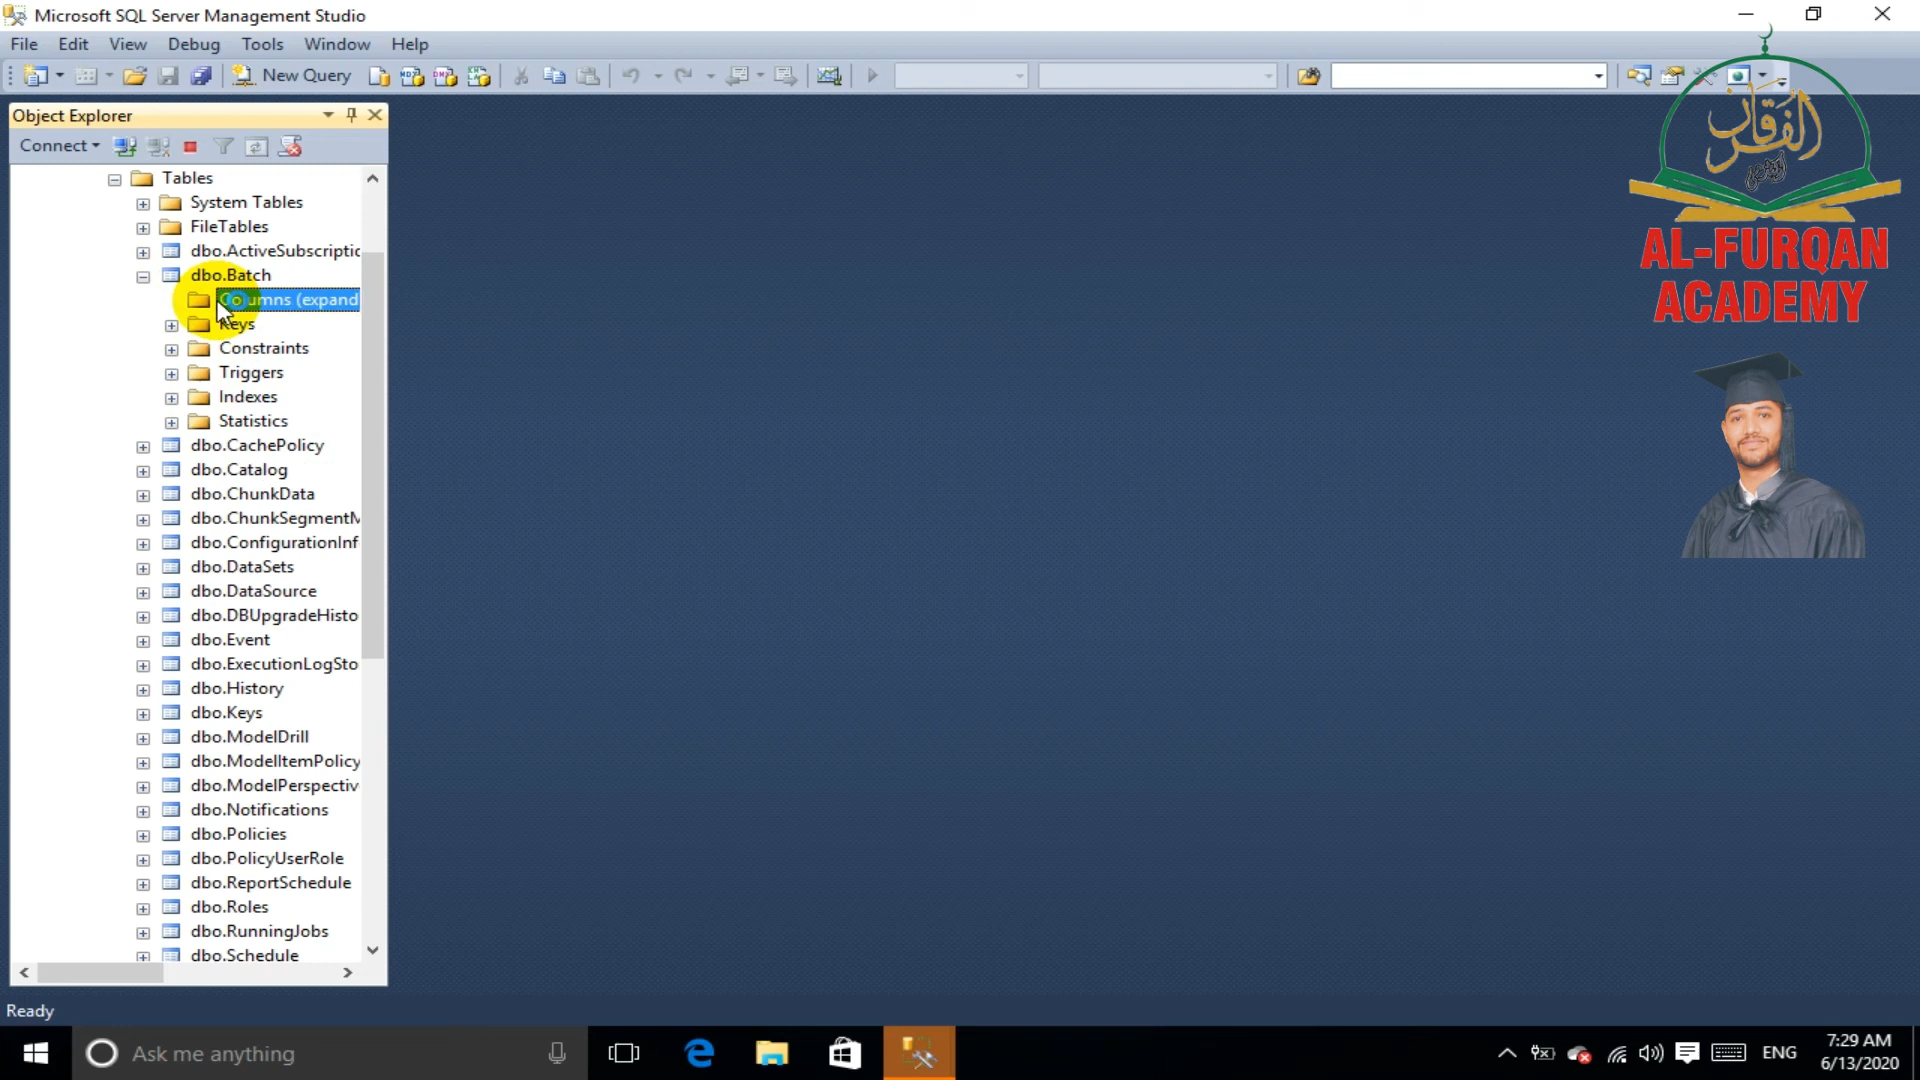 Microsoft SQL Server Management Studio
File Edit View Debug Tools Window Help
New Query
Object Explorer
Connect
Tables
System Tables
FileTables
dbo.ActiveSubscriptic
dbo.Batch
Columns (expand
Keys
Constraints
Triggers
Indexes
Statistics
dbo.CachePolicy
dbo.Catalog
dbo.ChunkData
dbo.ChunkSegmentM
dbo.ConfigurationInf
dbo.DataSets
dbo.DataSource
dbo.DBUpgradeHisto
dbo.Event
dbo.ExecutionLogSto
dbo.History
dbo.Keys
dbo.ModelDrill
dbo.ModelItemPolicy
dbo.ModelPerspectiv
dbo.Notifications
dbo.Policies
dbo.PolicyUserRole
dbo.ReportSchedule
dbo.Roles
dbo.RunningJobs
dbo.Schedule
الفرقان
AL-FURQAN
ACADEMY
Ready
Ask me anything
ENG
7:29 AM
6/13/2020